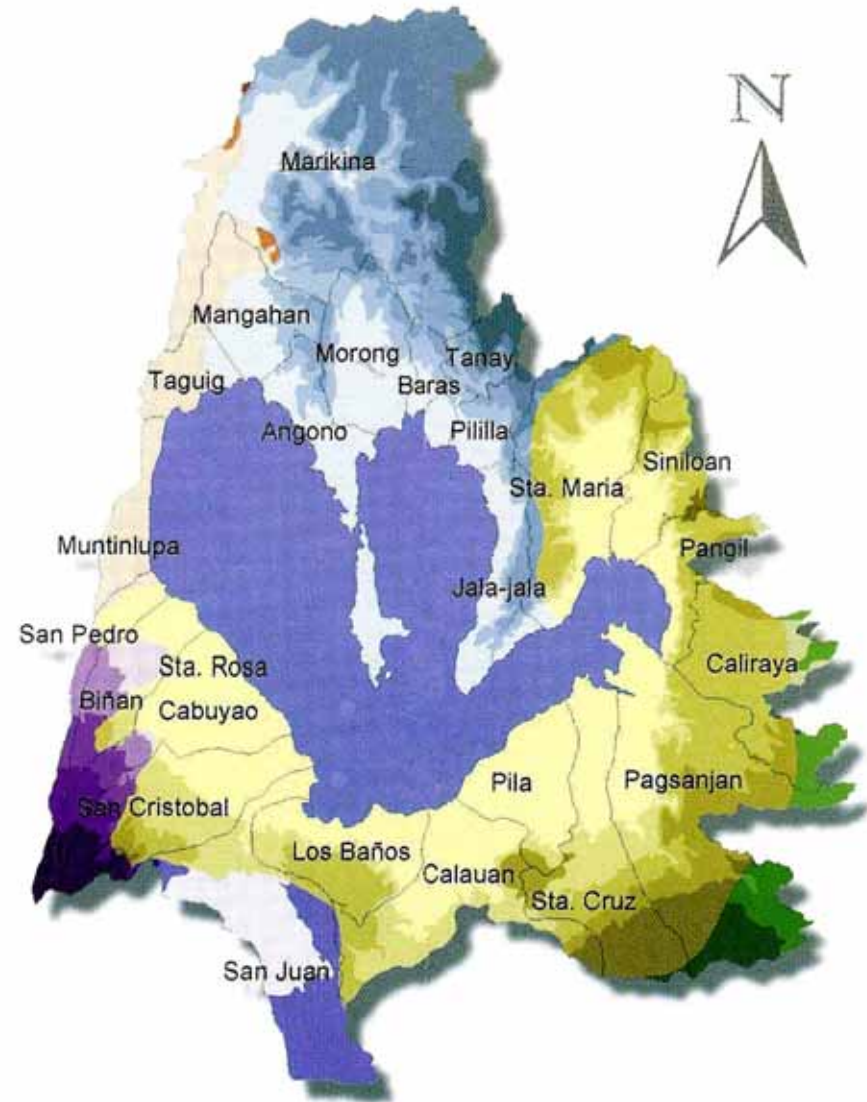 N
Marikina
Mangahan
Morong
Tanay
Taguig
Baras
Angono
Pililla
Siniloan
Sta. Maria
Muntinlupa
Pangil
Jala-jala
San Pedro
Sta. Rosa
Caliraya
Biñan
Cabuyao
Pila
Pagsanjan
San Cristobal
Los Baños
Calauan
Sta. Cruz
San Juan